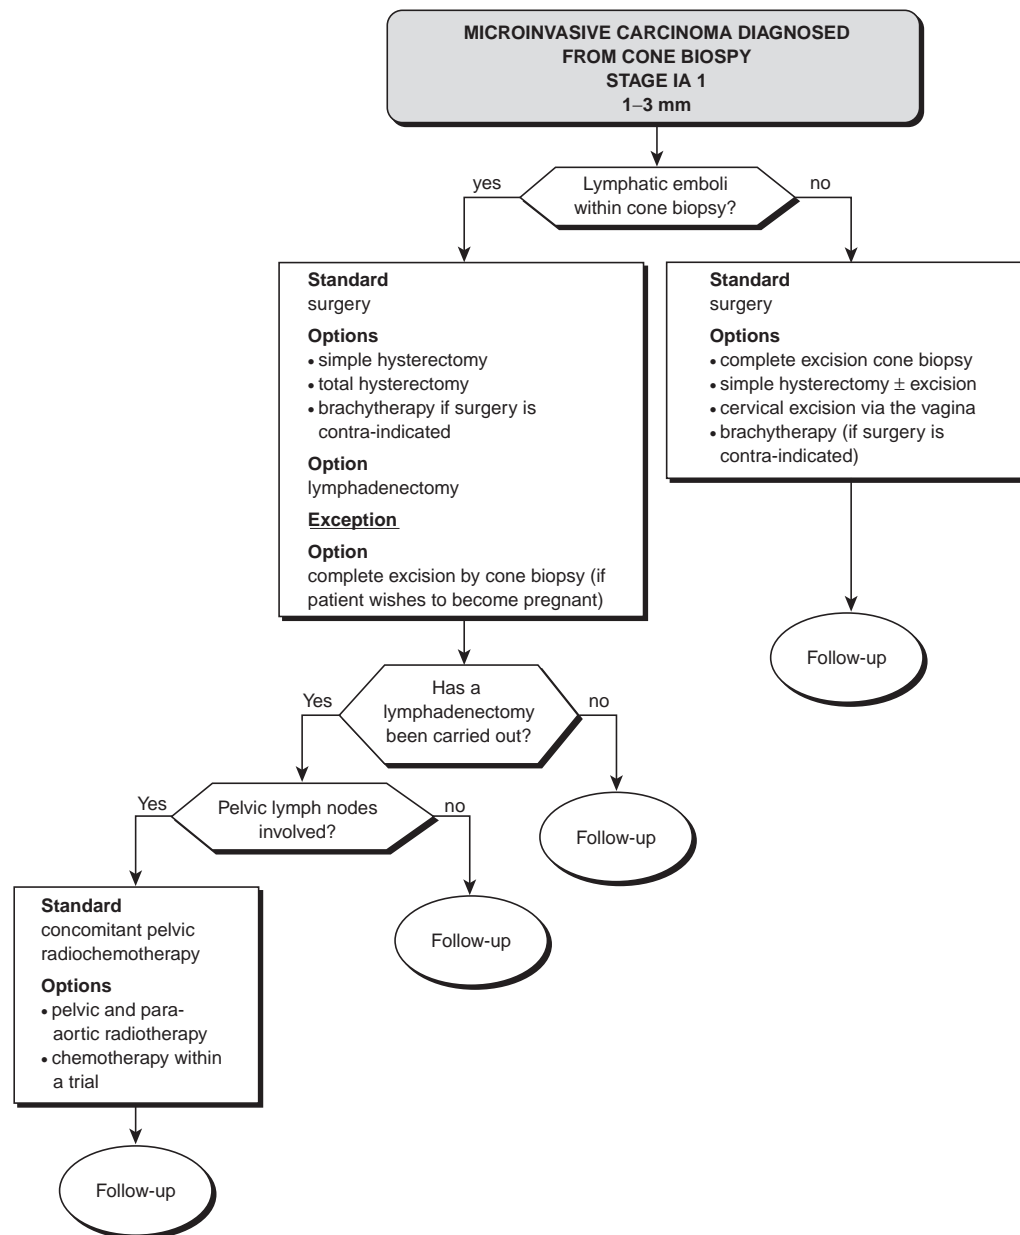 MICROINVASIVE CARCINOMA DIAGNOSED
FROM CONE BIOSPY
STAGE IA 1
1–3 mm
yes
Lymphatic emboli
within cone biopsy?
no
Standard
surgery
Options
• simple hysterectomy
• total hysterectomy
• brachytherapy if surgery is
contra-indicated
Option
lymphadenectomy
Exception
Option
complete excision by cone biopsy (if
patient wishes to become pregnant)
Standard
surgery
Options
• complete excision cone biopsy
• simple hysterectomy ± excision
• cervical excision via the vagina
• brachytherapy (if surgery is
contra-indicated)
Follow-up
Yes
Has a
lymphadenectomy
been carried out?
no
Follow-up
Yes
Pelvic lymph nodes
involved?
no
Follow-up
Standard
concomitant pelvic
radiochemotherapy
Options
• pelvic and para-
aortic radiotherapy
• chemotherapy within
a trial
Follow-up